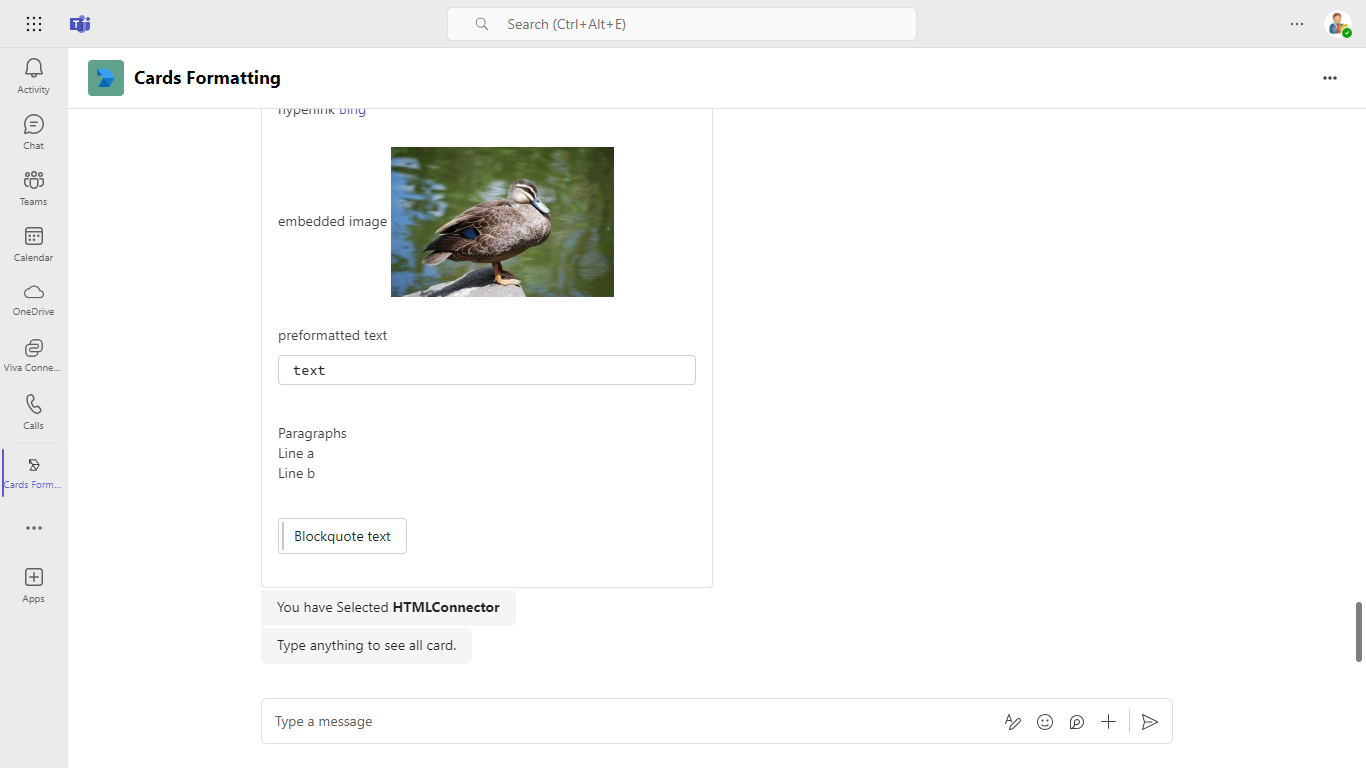 Search (Ctrl+Alt+E)
Activity
Chat
Teams
Calendar
OneDrive
Viva Conne...
Calls
Cards Form...
Apps
Cards Formatting
hyperlink Bing
embedded image
preformatted text
text
Paragraphs
Line a
Line b
Blockquote text
You have Selected HTMLConnector
Type anything to see all card.
Type a message